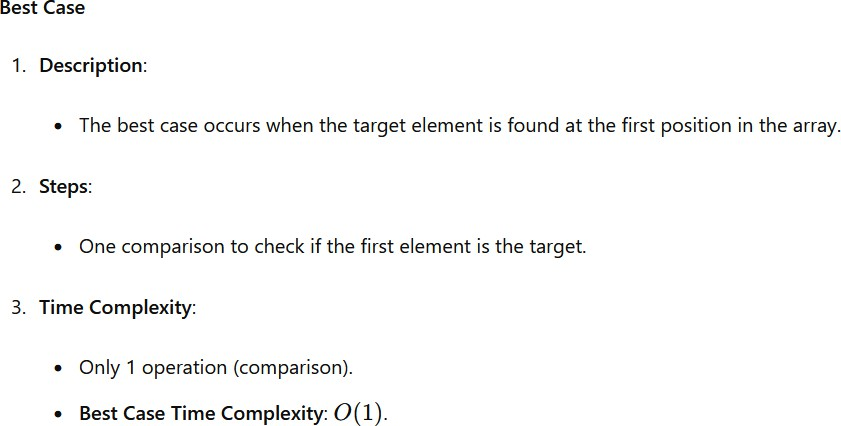 Best Case
1. Description:
• The best case occurs when the target element is found at the first position in the array.
2. Steps:
• One comparison to check if the first element is the target.
3. Time Complexity:
• Only 1 operation (comparison).
• Best Case Time Complexity: O(1).